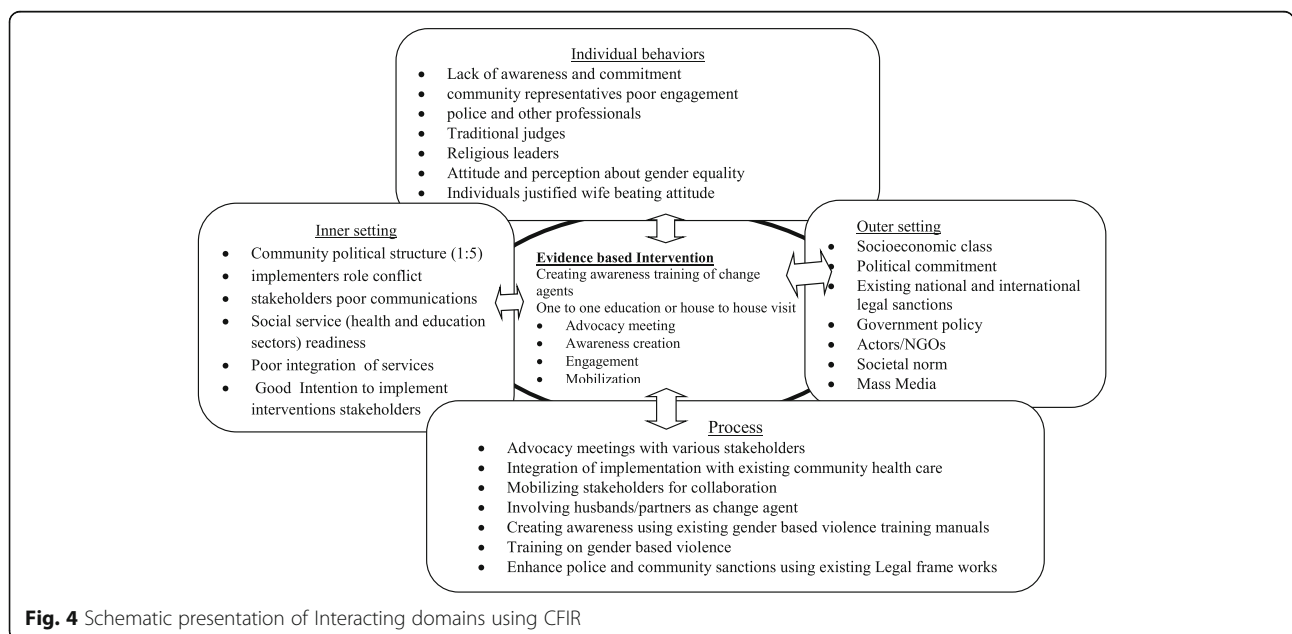 Individual behaviors
• Lack of awareness and commitment
• community representatives poor engagement
• police and other professionals
• Traditional judges
• Religious leaders
• Attitude and perception about gender equality
• Individuals justified wife beating attitude
Inner setting
• Community political structure (1:5)
• implementers role conflict
• stakeholders poor communications
• Social service (health and education
sectors) readiness
• Poor integration of services
• Good Intention to implement
interventions stakeholders
Evidence based Intervention
Creating awareness training of change
agents
One to one education or house to house visit
• Advocacy meeting
• Awareness creation
• Engagement
• Mobilization
Outer setting
• Socioeconomic class
• Political commitment
• Existing national and international
legal sanctions
• Government policy
• Actors/NGOs
• Societal norm
• Mass Media
Process
• Advocacy meetings with various stakeholders
• Integration of implementation with existing community health care
• Mobilizing stakeholders for collaboration
• Involving husbands/partners as change agent
• Creating awareness using existing gender based violence training manuals
• Training on gender based violence
• Enhance police and community sanctions using existing Legal frame works
Fig. 4 Schematic presentation of Interacting domains using CFIR